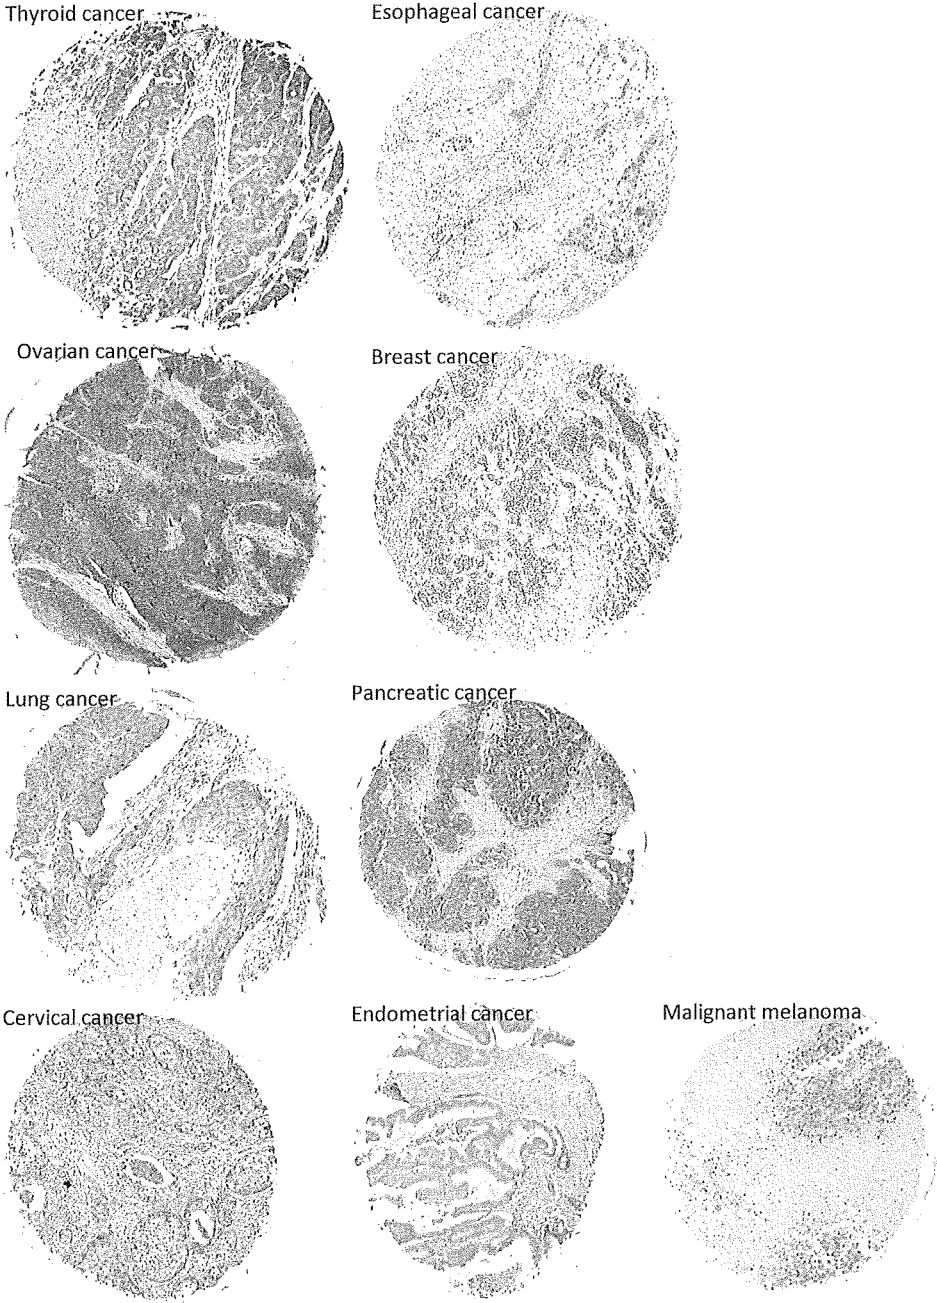 Thyroid cancer
Esophageal cancer
Ovarian cancer
Breast cancer
Lung cancer
Pancreatic cancer
Cervical cancer
Endometrial cancer
Malignant melanoma